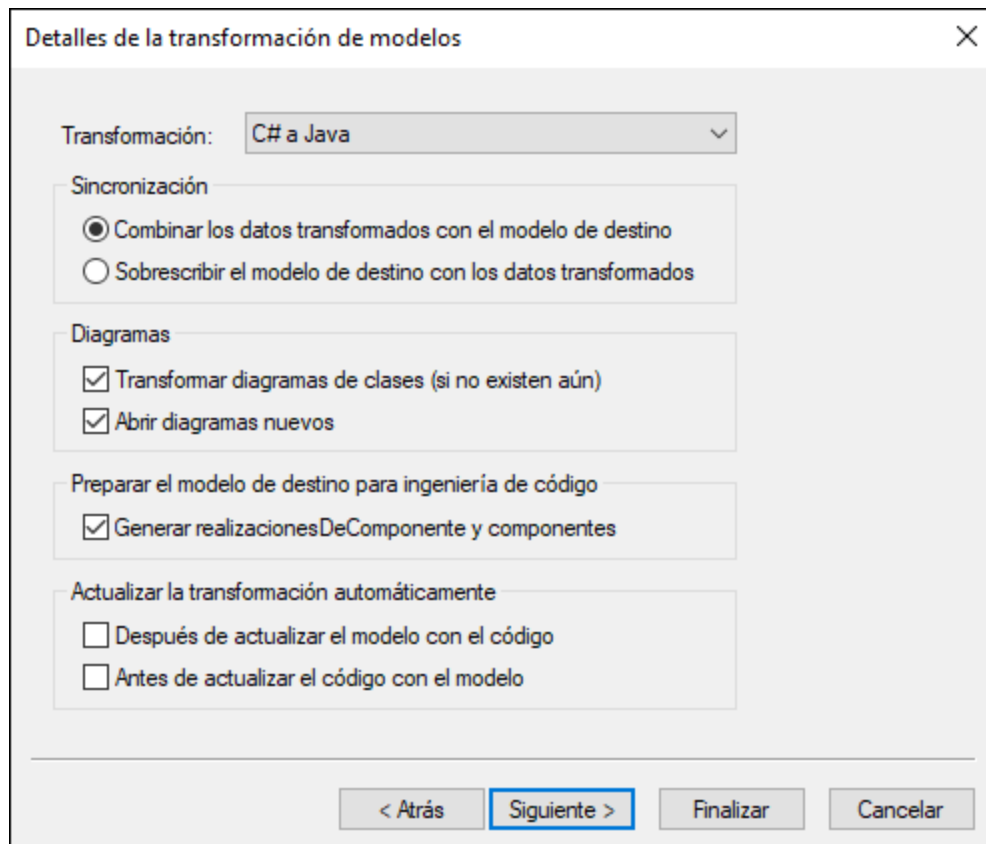 Detalles de la transformación de modelos
Transformación: C# a Java
Sincronización
Combinar los datos transformados con el modelo de destino
Sobrescribir el modelo de destino con los datos transformados
Diagramas
Transformar diagramas de clases (si no existen aún)
Abrir diagramas nuevos
Preparar el modelo de destino para ingeniería de código
Generar realizacionesDeComponente y componentes
Actualizar la transformación automáticamente
Después de actualizar el modelo con el código
Antes de actualizar el código con el modelo
< Atrás Siguiente > Finalizar Cancelar